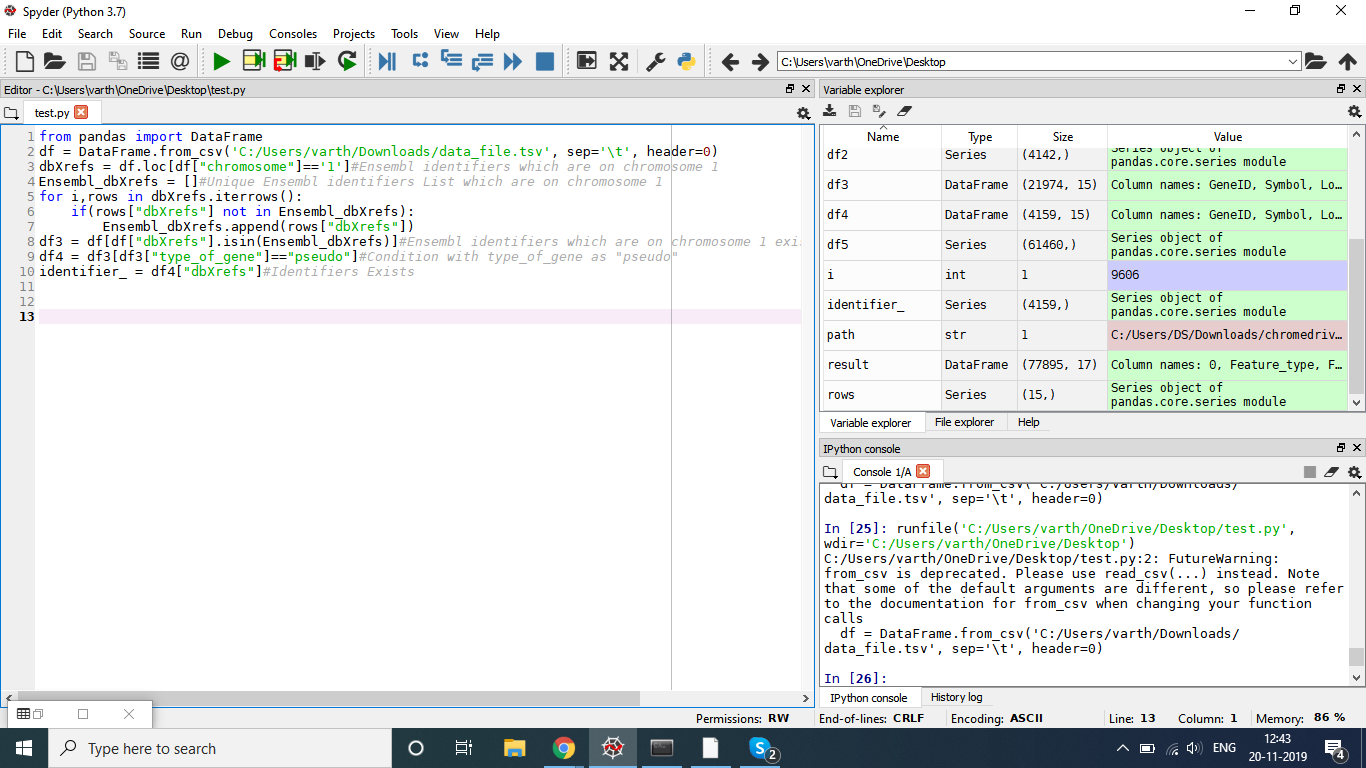 Spyder (Python 3.7)
File Edit Search Source Run Debug Consoles Projects Tools View Help
C:\Users\varth\OneDrive\Desktop
Editor - C:\Users\varth\OneDrive\Desktop\test.py
test.py
1 from pandas import DataFrame
2 df = DataFrame.from_csv('C:/Users/varth/Downloads/data_file.tsv', sep='\t', header=0)
3 dbXrefs = df.loc[df["chromosome"]=='1']#Ensembl identifiers which are on chromosome 1
4 Ensembl_dbXrefs = []#Unique Ensembl identifiers List which are on chromosome 1
5 for i,rows in dbXrefs.iterrows():
6 if(rows["dbXrefs"] not in Ensembl_dbXrefs):
7 Ensembl_dbXrefs.append(rows["dbXrefs"])
8 df3 = df[df["dbXrefs"].isin(Ensembl_dbXrefs)]#Ensembl identifiers which are on chromosome 1 exi
9 df4 = df3[df3["type_of_gene"]=="pseudo"]#Condition with type_of_gene as "pseudo"
10 identifier_ = df4["dbXrefs"]#Identifiers Exists
11
12
13
Variable explorer
Name Type Size Value
df2 Series (4142,) Series object of pandas.core.series module
df3 DataFrame (21974, 15) Column names: GeneID, Symbol, Lo…
df4 DataFrame (4159, 15) Column names: GeneID, Symbol, Lo…
df5 Series (61460,) Series object of pandas.core.series module
i int 1 9606
identifier_ Series (4159,) Series object of pandas.core.series module
path str 1 C:/Users/DS/Downloads/chromedriv…
result DataFrame (77895, 17) Column names: 0, Feature_type, F…
rows Series (15,) Series object of pandas.core.series module
Variable explorer File explorer Help
IPython console
Console 1/A
df = DataFrame.from_csv('C:/Users/varth/Downloads/
data_file.tsv', sep='\t', header=0)
In [25]: runfile('C:/Users/varth/OneDrive/Desktop/test.py',
wdir='C:/Users/varth/OneDrive/Desktop')
C:/Users/varth/OneDrive/Desktop/test.py:2: FutureWarning:
from_csv is deprecated. Please use read_csv(...) instead. Note
that some of the default arguments are different, so please refer
to the documentation for from_csv when changing your function
calls
df = DataFrame.from_csv('C:/Users/varth/Downloads/
data_file.tsv', sep='\t', header=0)
In [26]:
IPython console History log
Permissions: RW End-of-lines: CRLF Encoding: ASCII Line: 13 Column: 1 Memory: 86 %
Type here to search
S 2
ENG
12:43
20-11-2019
4